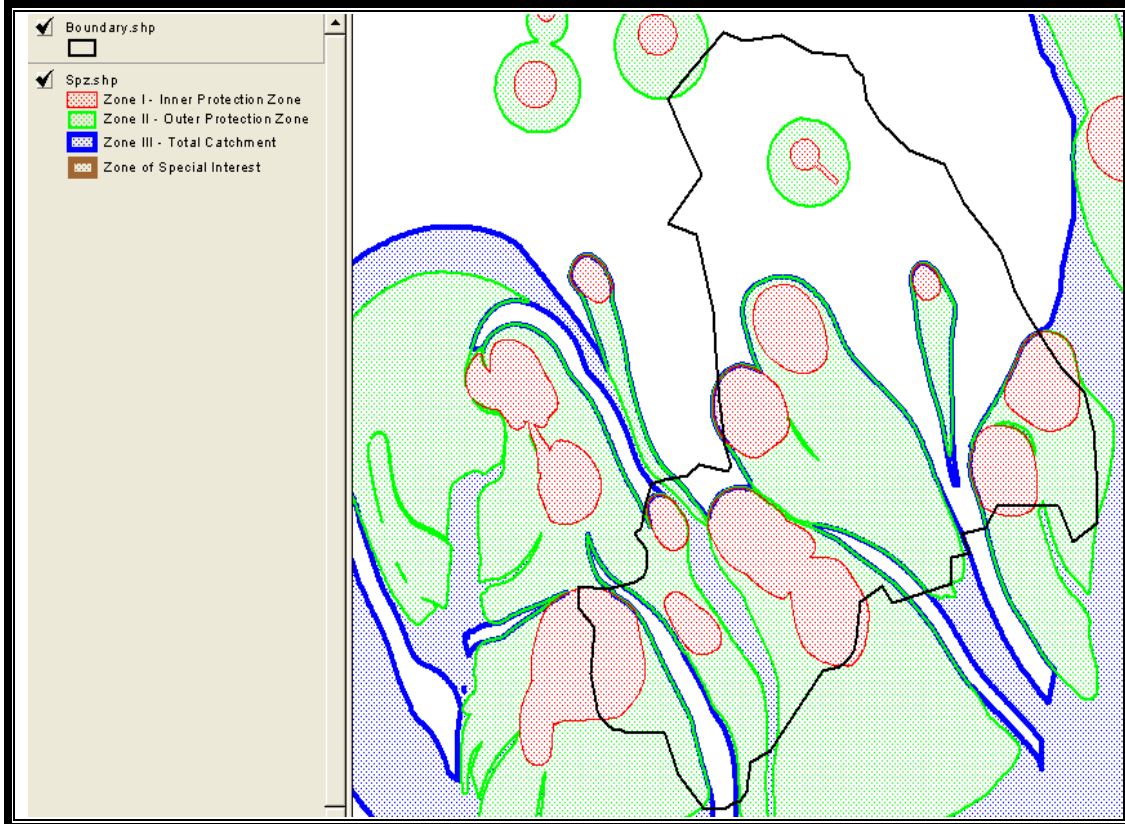 Boundary.shp
Spz.shp
Zone I - Inner Protection Zone
Zone II - Outer Protection Zone
Zone III - Total Catchment
Zone of Special Interest